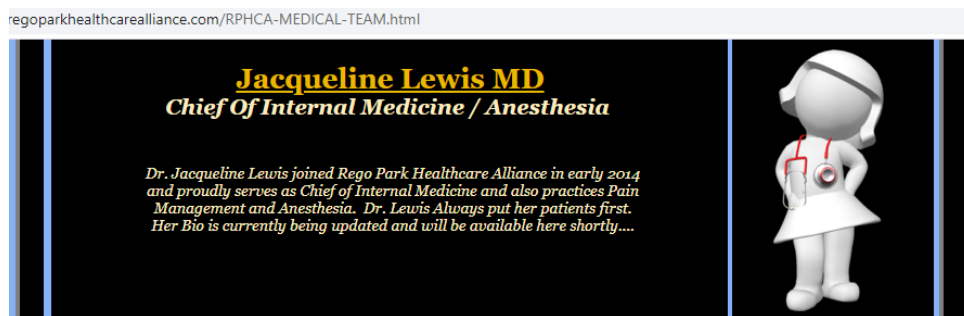 regoparkhealthcarealliance.com/RPHCA-MEDICAL-TEAM.html
Jacqueline Lewis MD
Chief Of Internal Medicine / Anesthesia
Dr. Jacqueline Lewis joined Rego Park Healthcare Alliance in early 2014
and proudly serves as Chief of Internal Medicine and also practices Pain
Management and Anesthesia.  Dr. Lewis Always put her patients first.
Her Bio is currently being updated and will be available here shortly....